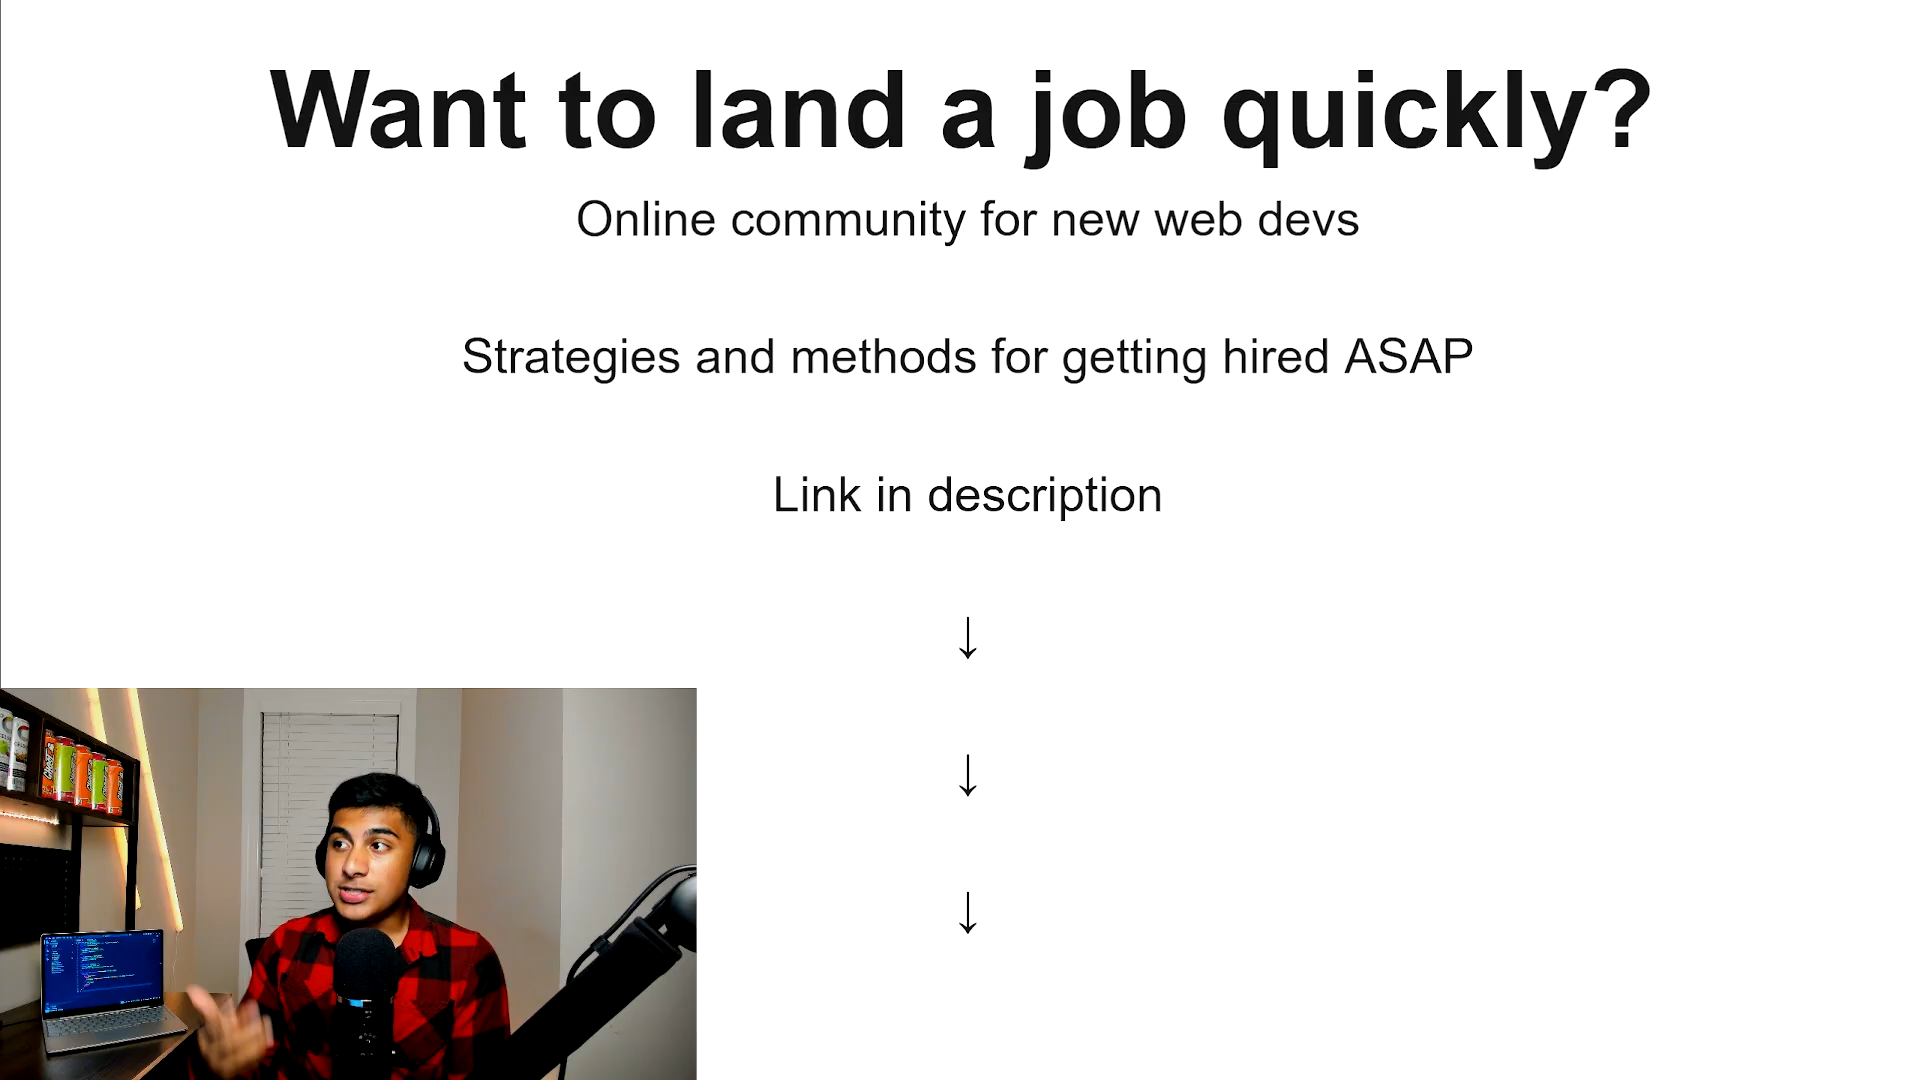 Want to land a job quickly?
Online community for new web devs
Strategies and methods for getting hired ASAP
Link in description
↓
↓
↓